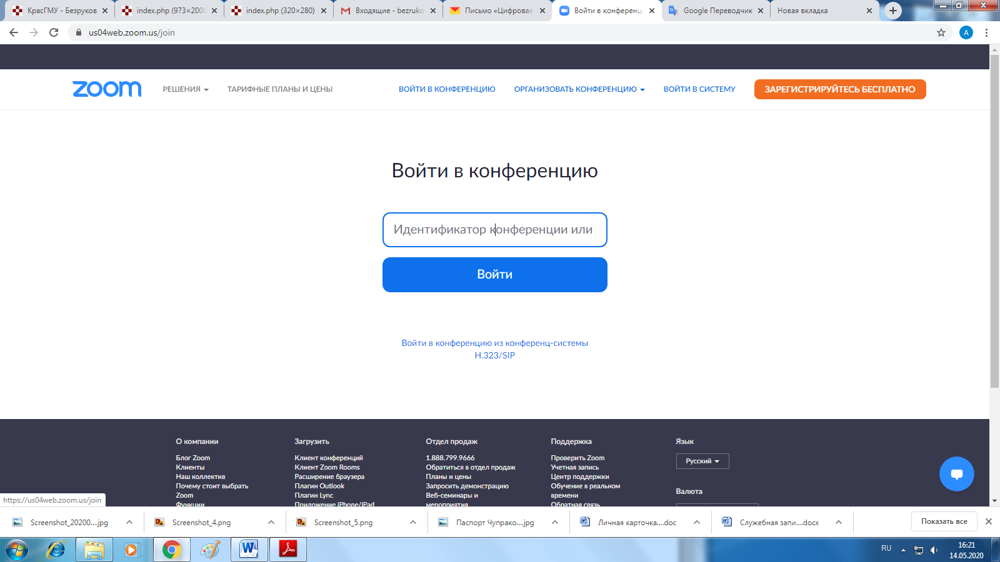 КрасГМУ - Безруков
index.php (973×200
index.php (320×280)
Входящие - bezruko
Письмо «Цифровая
Войти в конференц
Google Переводчик
Новая вкладка
us04web.zoom.us/join
A
zoom
РЕШЕНИЯ
ТАРИФНЫЕ ПЛАНЫ И ЦЕНЫ
ВОЙТИ В КОНФЕРЕНЦИЮ
ОРГАНИЗОВАТЬ КОНФЕРЕНЦИЮ
ВОЙТИ В СИСТЕМУ
ЗАРЕГИСТРИРУЙТЕСЬ БЕСПЛАТНО
Войти в конференцию
Идентификатор конференции или
Войти
Войти в конференцию из конференц-системы
H.323/SIP
О компании
Блог Zoom
Клиенты
Наш коллектив
Почему стоит выбрать
Zoom
Функции
Загрузить
Клиент конференций
Клиент Zoom Rooms
Расширение браузера
Плагин Outlook
Плагин Lync
Приложение iPhone/iPad
Отдел продаж
1.888.799.9666
Обратиться в отдел продаж
Планы и цены
Запросить демонстрацию
Веб-семинары и
мероприятия
Поддержка
Проверить Zoom
Учетная запись
Центр поддержки
Обучение в реальном
времени
Обратная связь
Язык
Русский
Валюта
https://us04web.zoom.us/join
Screenshot_20200....jpg
Screenshot_4.png
Screenshot_5.png
Паспорт Чупрако....jpg
Личная карточка....doc
Служебная запи....docx
Показать все
RU
16:21
14.05.2020